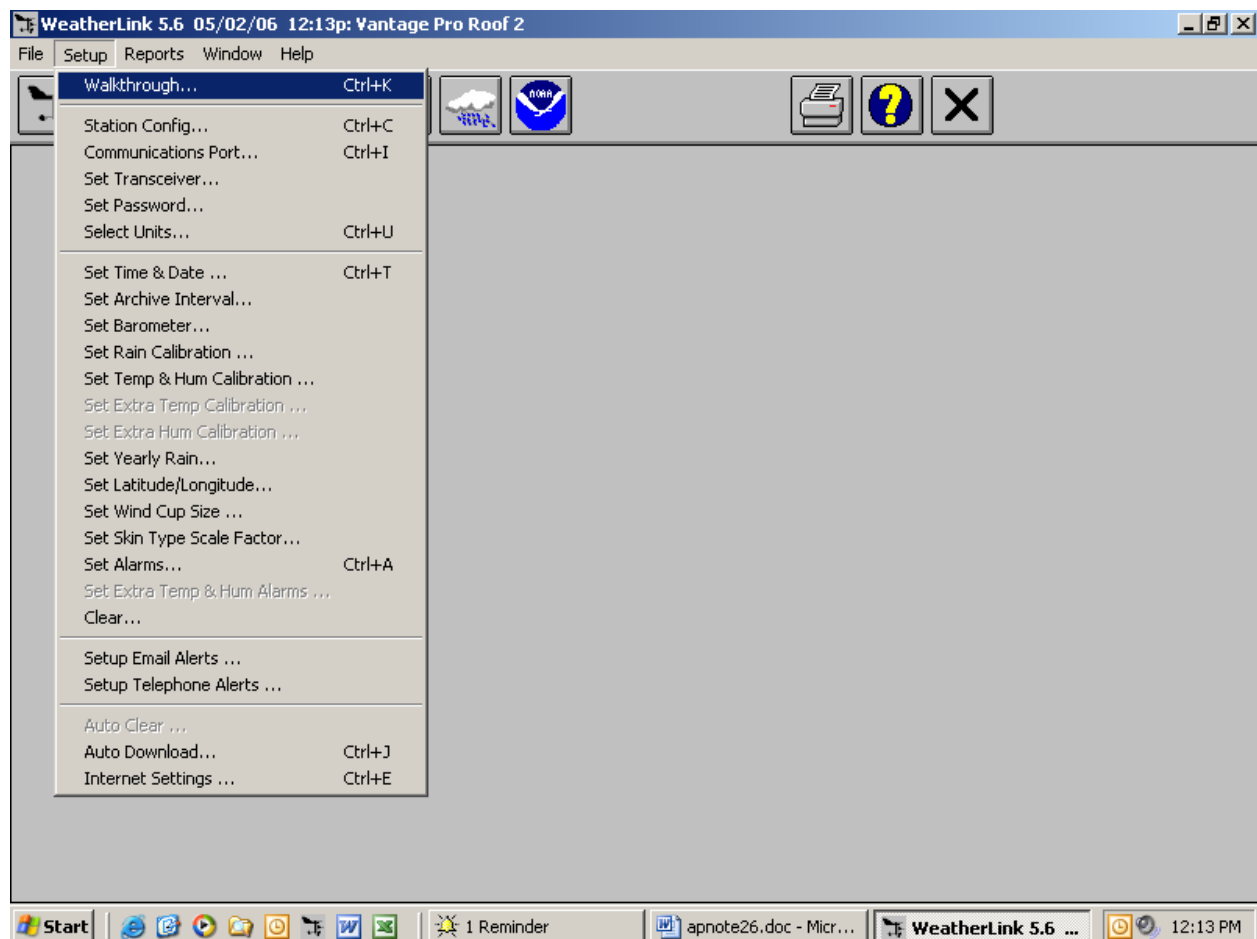 WeatherLink 5.6 05/02/06 12:13p: Vantage Pro Roof 2
File Setup Reports Window Help
Walkthrough... Ctrl+K
Station Config... Ctrl+C
Communications Port... Ctrl+I
Set Transceiver...
Set Password...
Select Units... Ctrl+U
Set Time & Date ... Ctrl+T
Set Archive Interval...
Set Barometer...
Set Rain Calibration ...
Set Temp & Hum Calibration ...
Set Extra Temp Calibration ...
Set Extra Hum Calibration ...
Set Yearly Rain...
Set Latitude/Longitude...
Set Wind Cup Size ...
Set Skin Type Scale Factor...
Set Alarms... Ctrl+A
Set Extra Temp & Hum Alarms ...
Clear...
Setup Email Alerts ...
Setup Telephone Alerts ...
Auto Clear ...
Auto Download... Ctrl+J
Internet Settings ... Ctrl+E
NOAA
Start 1 Reminder apnote26.doc - Micr... WeatherLink 5.6 ... 12:13 PM